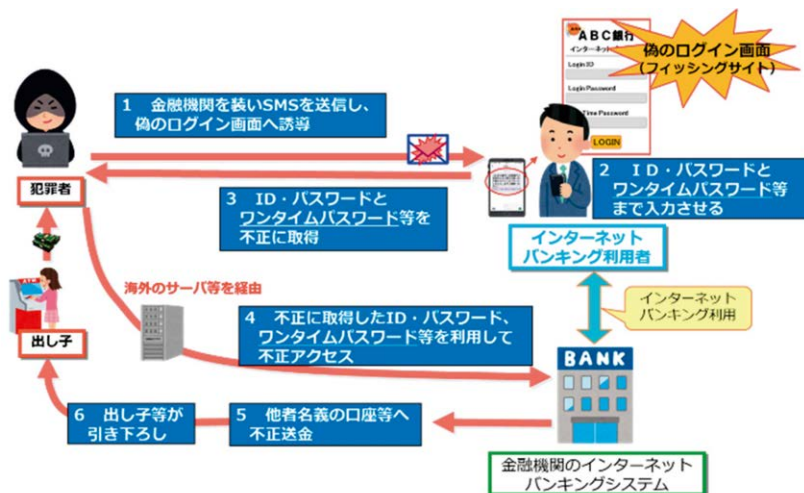 ABC銀行
Login ID
Login Password
Time Password
LOGIN
偽のログイン画面
（フィッシングサイト）
1　金融機関を装いSMSを送信し、
偽のログイン画面へ誘導
犯罪者
2　ＩＤ・パスワードと
ワンタイムパスワード等
まで入力させる
3　ID・パスワードと
ワンタイムパスワード等を
不正に取得
インターネット
バンキング利用者
ATM
出し子
海外のサーバ等を経由
4　不正に取得したID・パスワード、
ワンタイムパスワード等を利用して
不正アクセス
インターネット
バンキング利用
BANK
6　出し子等が
引き下ろし
5　他者名義の口座等へ
不正送金
金融機関のインターネット
バンキングシステム